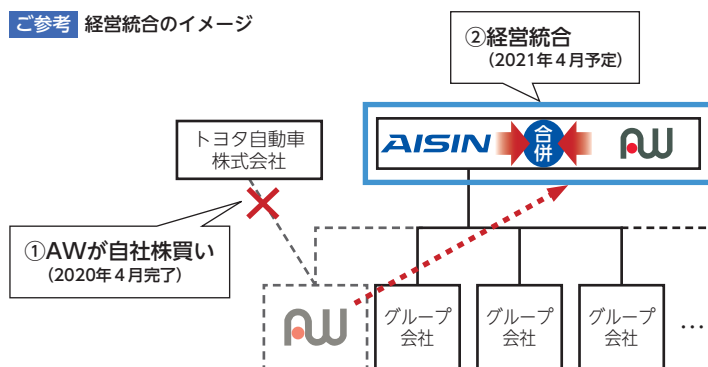 ご参考 経営統合のイメージ
②経営統合
（2021年4月予定）
トヨタ自動車
株式会社
AISIN 合併 AW
①AWが自社株買い
（2020年4月完了）
AW
グループ
会社
グループ
会社
グループ
会社
…